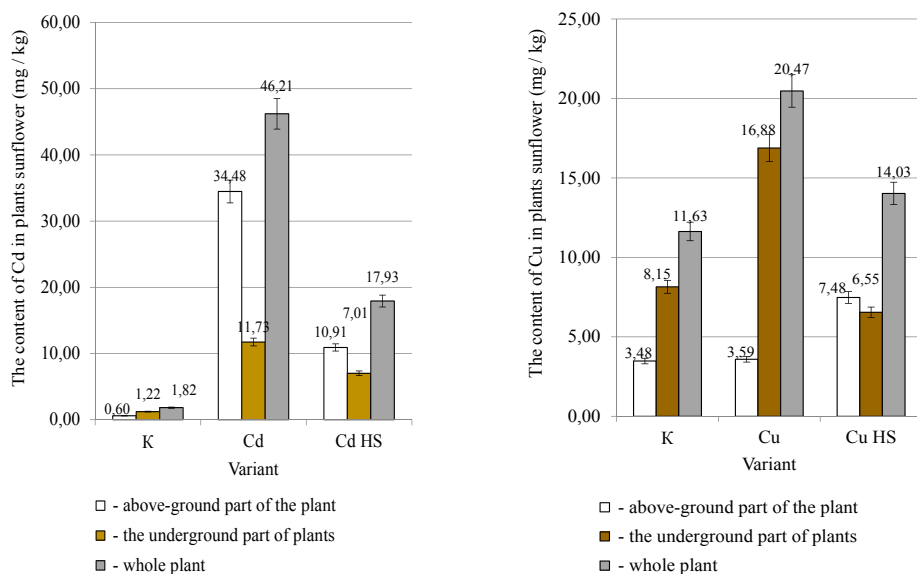 The content of Cd in plants sunflower (mg / kg)
60,00
50,00
40,00
30,00
20,00
10,00
0,00
0,60
1,22
1,82
34,48
11,73
46,21
10,91
7,01
17,93
К
Cd
Cd HS
Variant
- above-ground part of the plant
- the underground part of plants
- whole plant
The content of Cu in plants sunflower (mg / kg)
25,00
20,00
15,00
10,00
5,00
0,00
3,48
8,15
11,63
3,59
16,88
20,47
7,48
6,55
14,03
К
Cu
Cu HS
Variant
- above-ground part of the plant
- the underground part of plants
- whole plant